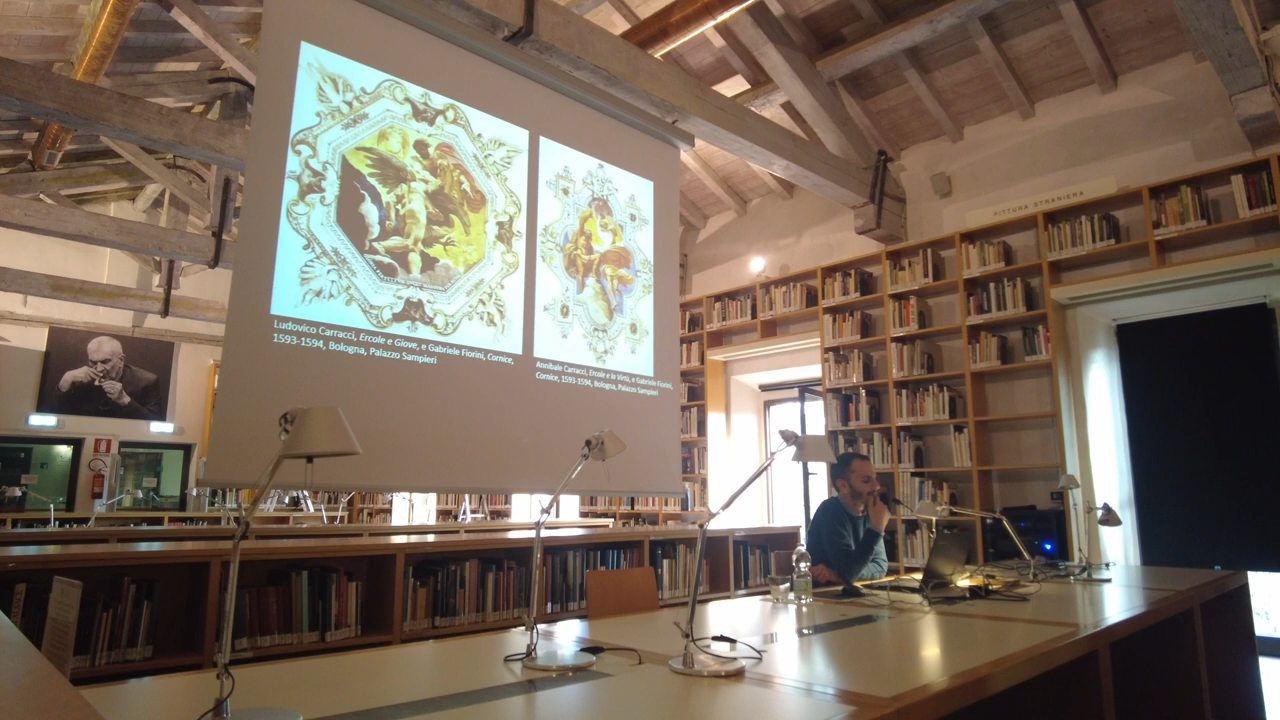 Ludovico Carracci, Ercole e Giove, e Gabriele Fiorini, Cornice,
1593-1594, Bologna, Palazzo Sampieri
Annibale Carracci, Ercole e la Virtù, e Gabriele Fiorini,
Cornice, 1593-1594, Bologna, Palazzo Sampieri
PITTURA STRANIERA